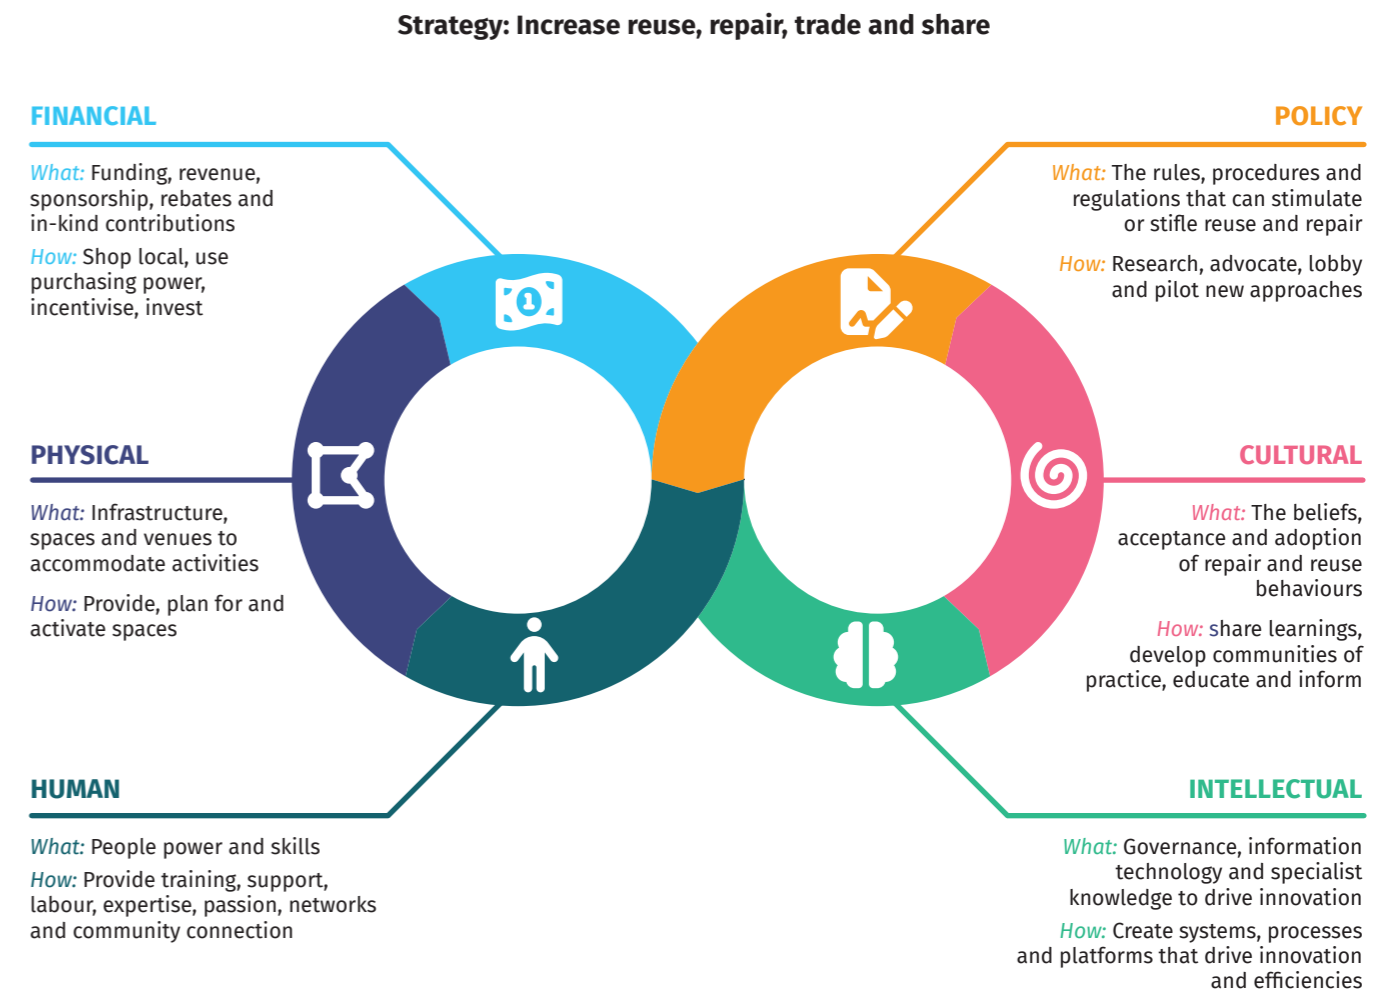 Strategy: Increase reuse, repair, trade and share
FINANCIAL
What: Funding, revenue,
sponsorship, rebates and
in-kind contributions
How: Shop local, use
purchasing power,
incentivise, invest
POLICY
What: The rules, procedures and
regulations that can stimulate
or stifle reuse and repair
How: Research, advocate, lobby
and pilot new approaches
1
PHYSICAL
What: Infrastructure,
spaces and venues to
accommodate activities
How: Provide, plan for and
activate spaces
CULTURAL
What: The beliefs,
acceptance and adoption
of repair and reuse
behaviours
How: share learnings,
develop communities of
practice, educate and inform
HUMAN
What: People power and skills
How: Provide training, support,
labour, expertise, passion, networks
and community connection
INTELLECTUAL
What: Governance, information
technology and specialist
knowledge to drive innovation
How: Create systems, processes
and platforms that drive innovation
and efficiencies